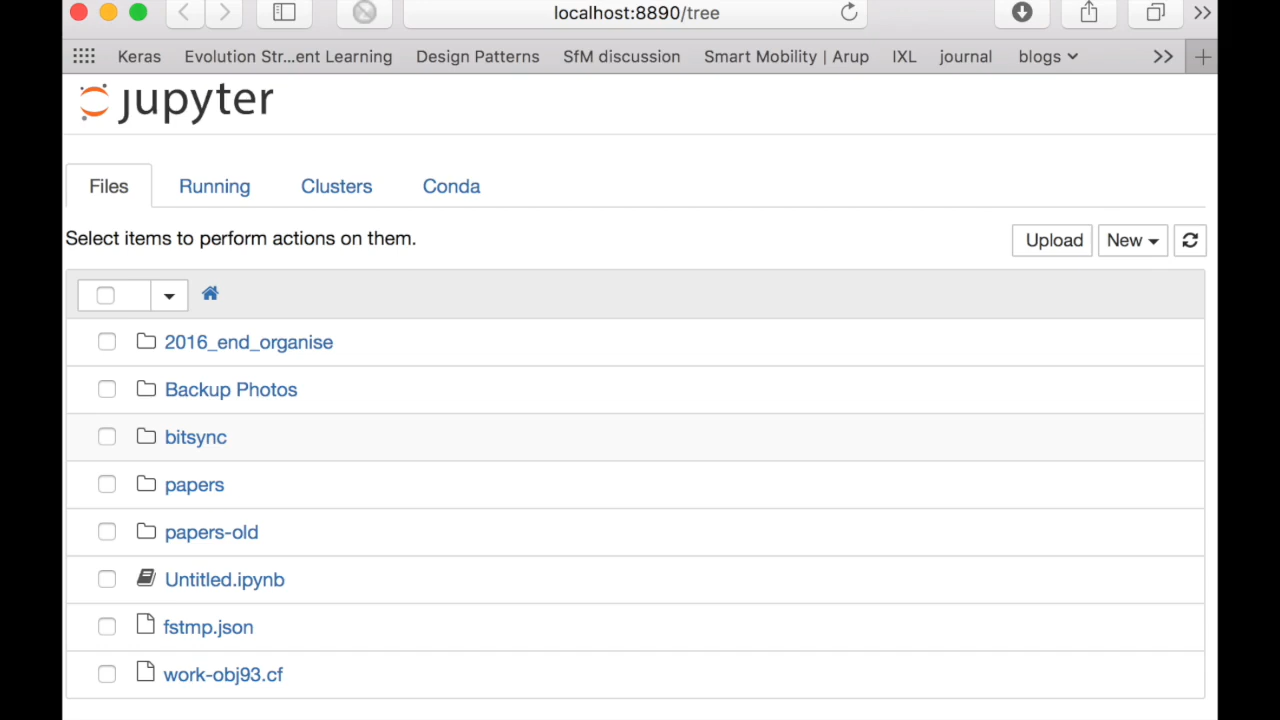 localhost:8890/tree
Keras Evolution Str...ent Learning Design Patterns SfM discussion Smart Mobility | Arup IXL journal blogs
jupyter
Files Running Clusters Conda
Select items to perform actions on them. Upload New
2016_end_organise
Backup Photos
bitsync
papers
papers-old
Untitled.ipynb
fstmp.json
work-obj93.cf